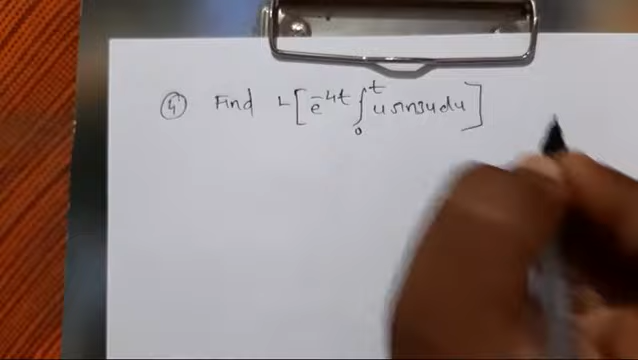 ④ Find L[e^{-4t} ∫_0^t u sin3u du]